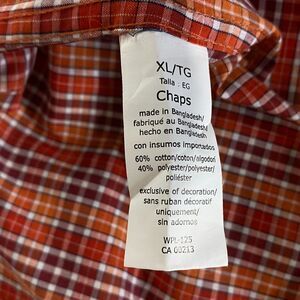 XL/TG
Talla : EG
Chaps
made in Bangladesh/
fabriqué au Bangladesh/
hecho en Bangladesh/
con insumos importados
60% cotton/coton/algodón
40% polyester/polyester/
poliéster
exclusive of decoration/
sans ruban décoratif
uniquement/
sin adornos
WPL-125
CA 00213